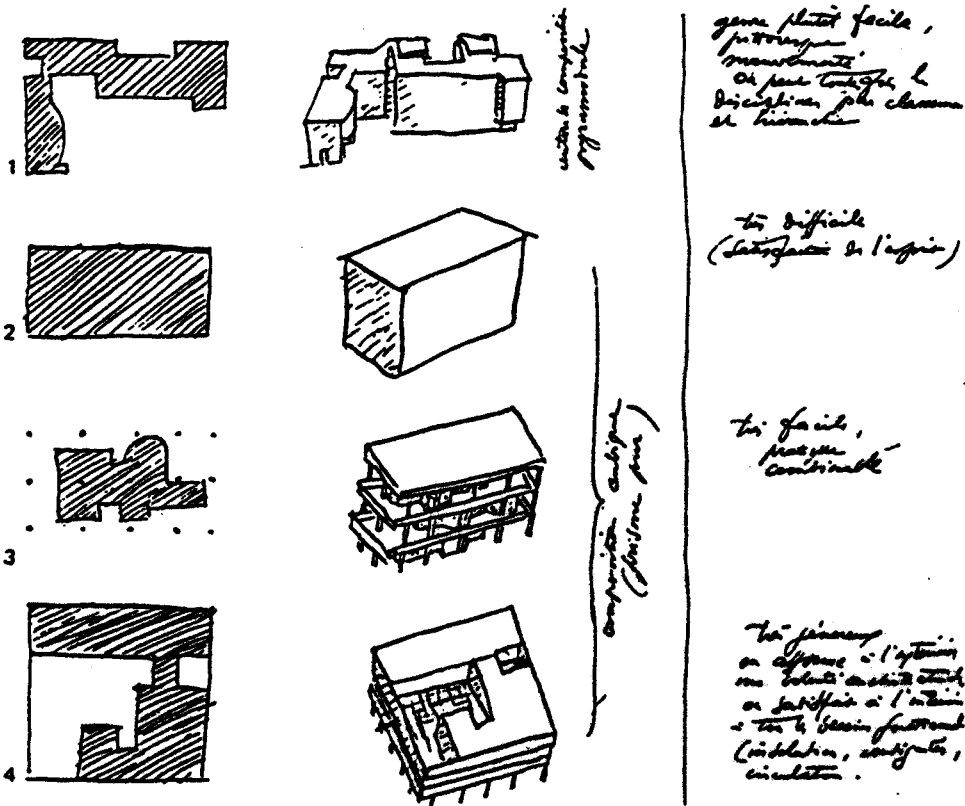 genre plutôt facile,
pittoresque
mouvementé
on peut toutefois le
discipliner par classement
et hiérarchie
1
très difficile
(satisfaction de l'esprit)
2
très facile,
pratique
combinable
3
composition cubique
(prisme pur)
très généreux
on affirme à l'extérieur
une volonté architecturale
on satisfait à l'intérieur
à tous les besoins fonctionnels
(insolation, contiguïtés,
circulation.
4